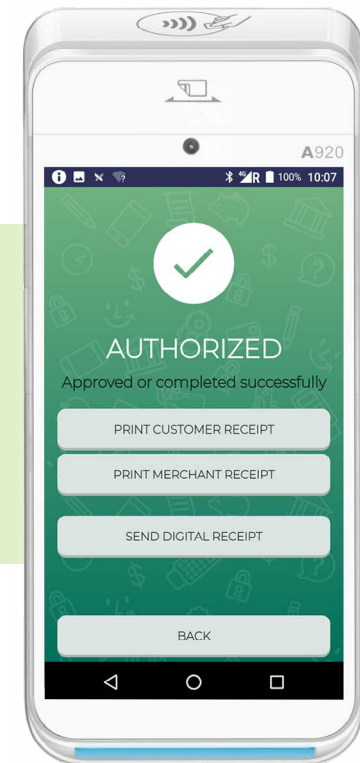 A920
4G R 100% 10:07
AUTHORIZED
Approved or completed successfully
PRINT CUSTOMER RECEIPT
PRINT MERCHANT RECEIPT
SEND DIGITAL RECEIPT
BACK